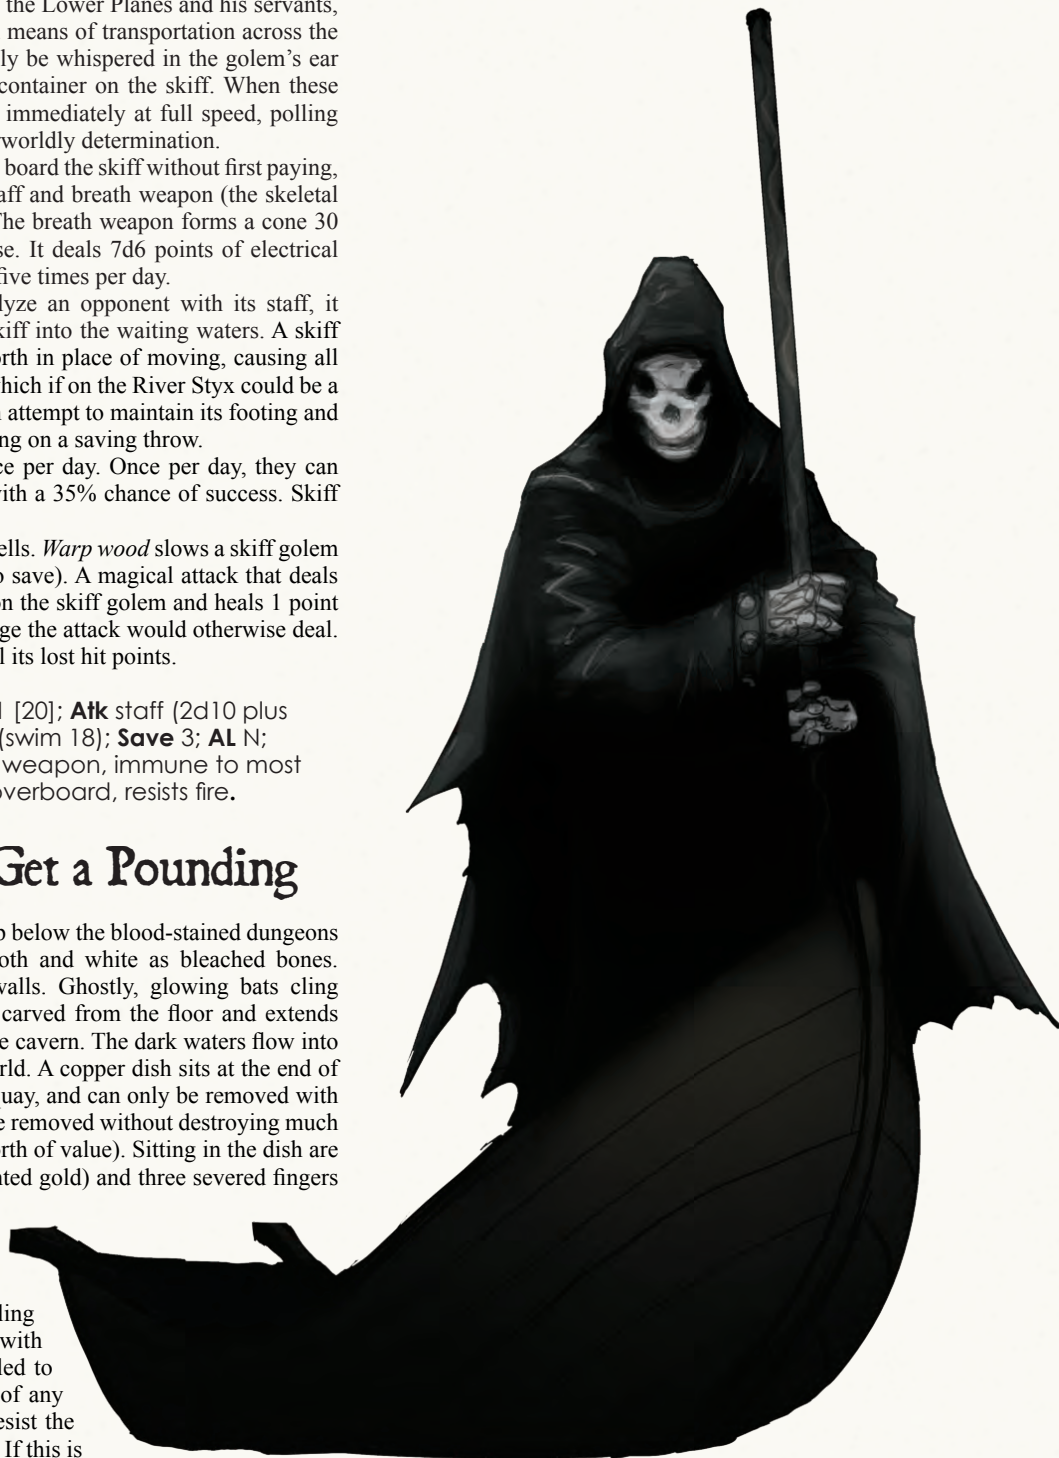 the Lower Planes and his servants,
means of transportation across the
ly be whispered in the golem’s ear
container on the skiff. When these
immediately at full speed, polling
rworldly determination.
board the skiff without first paying,
aff and breath weapon (the skeletal
The breath weapon forms a cone 30
se. It deals 7d6 points of electrical
five times per day.
lyze an opponent with its staff, it
kiff into the waiting waters. A skiff
orth in place of moving, causing all
which if on the River Styx could be a
n attempt to maintain its footing and
ng on a saving throw.
ce per day. Once per day, they can
with a 35% chance of success. Skiff
ells. Warp wood slows a skiff golem
o save). A magical attack that deals
on the skiff golem and heals 1 point
ge the attack would otherwise deal.
l its lost hit points.
[20]; Atk staff (2d10 plus
(swim 18); Save 3; AL N;
weapon, immune to most
overboard, resists fire.
Get a Pounding
p below the blood-stained dungeons
oth and white as bleached bones.
walls. Ghostly, glowing bats cling
carved from the floor and extends
e cavern. The dark waters flow into
rld. A copper dish sits at the end of
quay, and can only be removed with
e removed without destroying much
orth of value). Sitting in the dish are
nted gold) and three severed fingers
ling
with
led to
of any
esist the
If this is